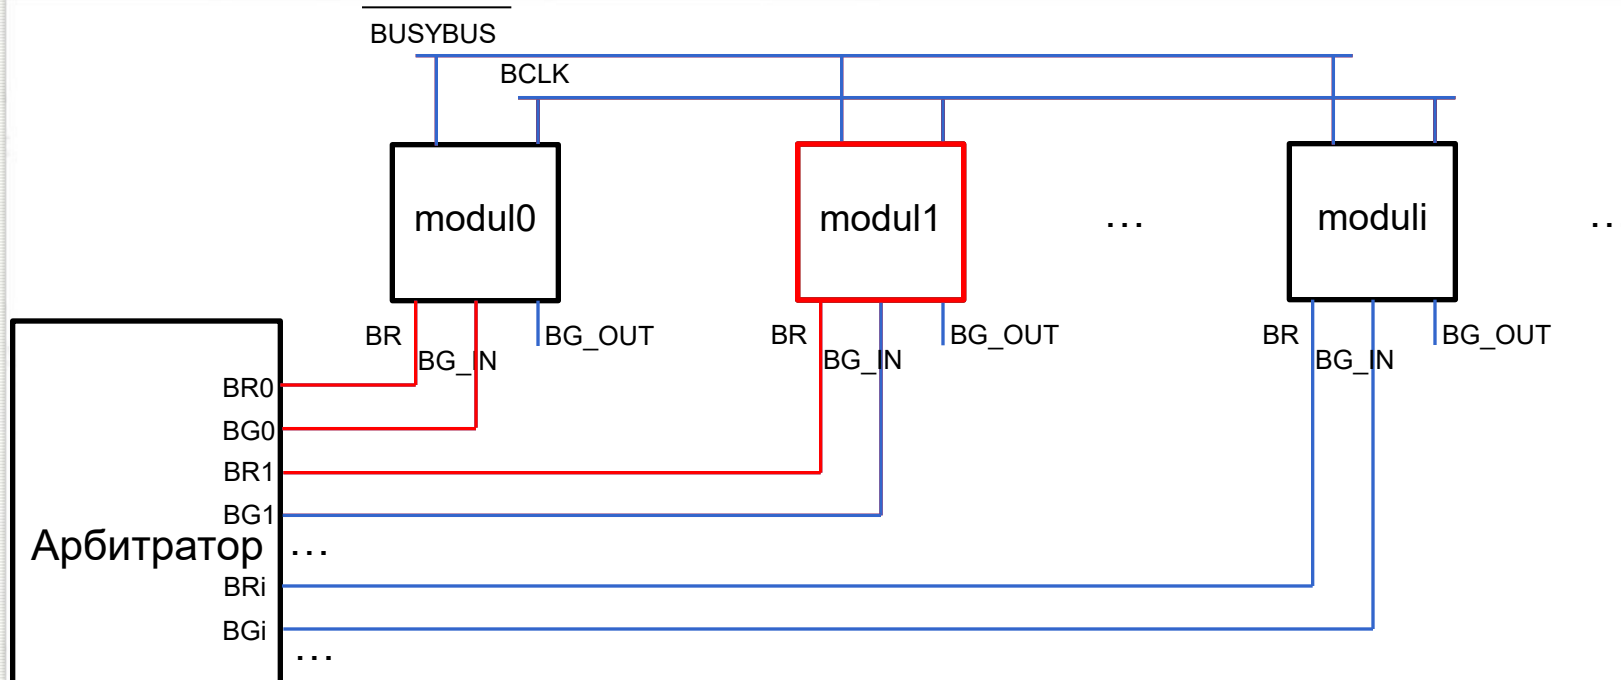 BUSYBUS
BCLK
modul0
modul1
...
moduli
..
BR
BG_IN
BG_OUT
BR
BG_IN
BG_OUT
BR
BG_IN
BG_OUT
BR0
BG0
BR1
BG1
Арбитратор
...
BRi
BGi
...